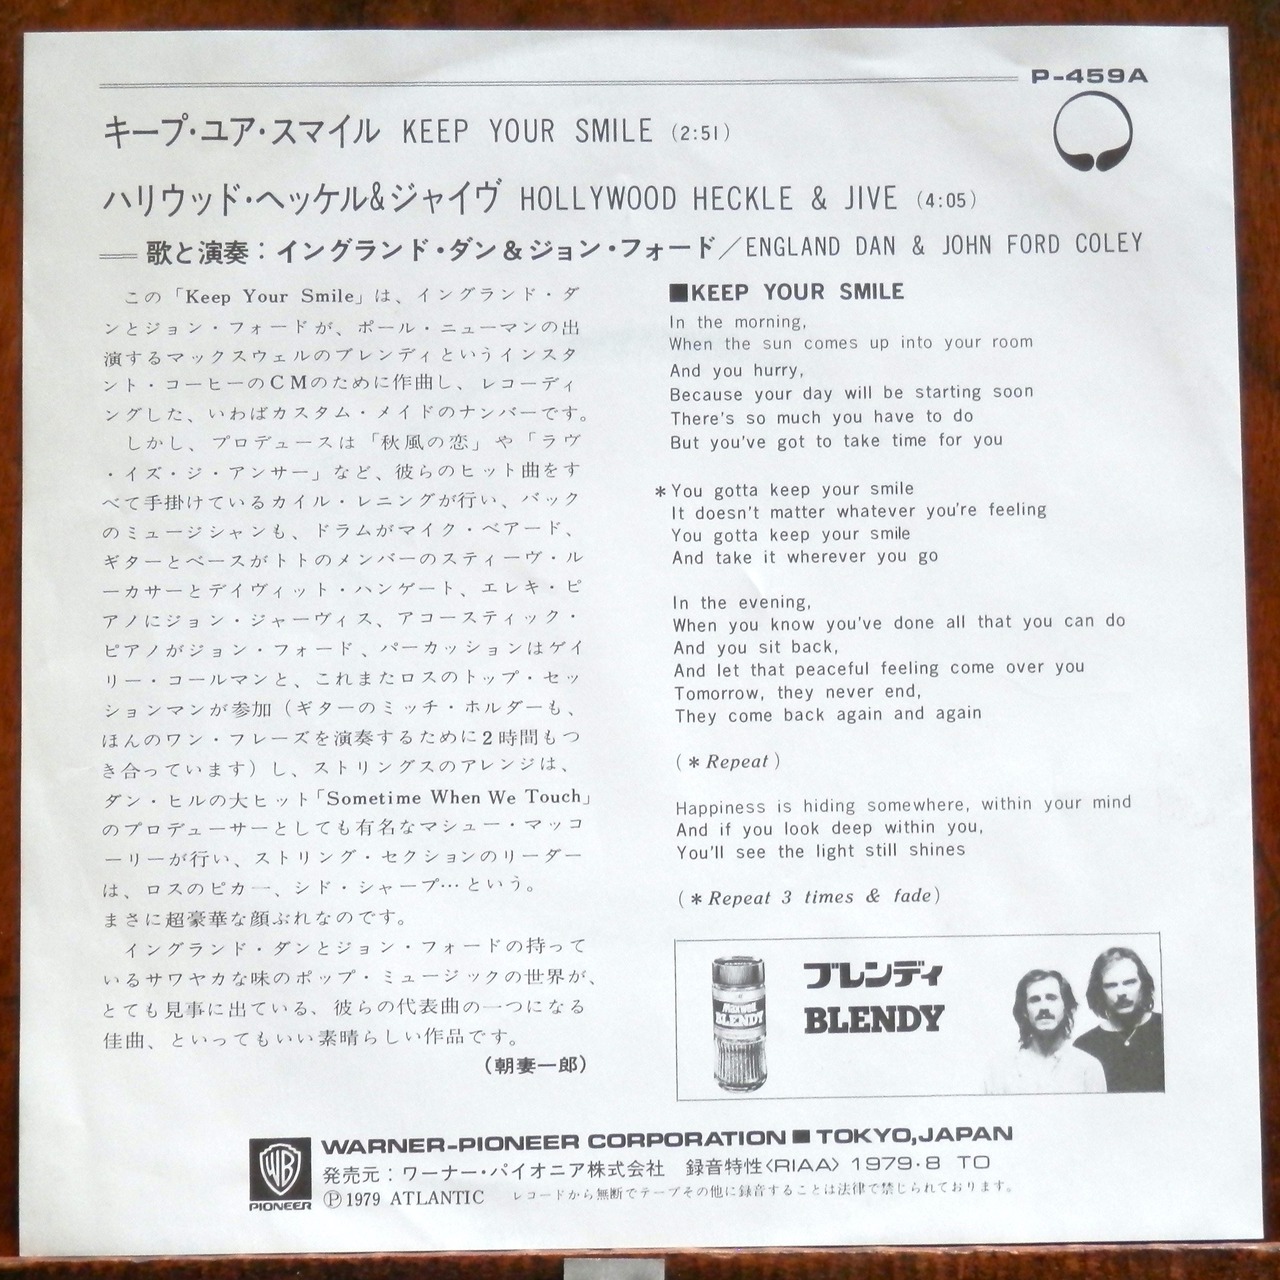 P-459A
キープ・ユア・スマイル KEEP YOUR SMILE (2:51)
ハリウッド・ヘッケル&ジャイヴ HOLLYWOOD HECKLE & JIVE (4:05)
歌と演奏：イングランド・ダン&ジョン・フォード／ENGLAND DAN & JOHN FORD COLEY
この「Keep Your Smile」は、イングランド・ダ
ンとジョン・フォードが、ポール・ニューマンの出
演するマックスウェルのブレンディというインスタ
ント・コーヒーのCMのために作曲し、レコーディ
ングした、いわばカスタム・メイドのナンバーです。
しかし、プロデュースは「秋風の恋」や「ラヴ
・イズ・ジ・アンサー」など、彼らのヒット曲をす
べて手掛けているカイル・レニングが行い、バック
のミュージシャンも、ドラムがマイク・ベアード、
ギターとベースがトトのメンバーのスティーヴ・ル
ーカサーとデイヴィット・ハンゲート、エレキ・ピ
アノにジョン・ジャーヴィス、アコースティック・
ピアノがジョン・フォード、パーカッションはゲイ
リー・コールマンと、これまたロスのトップ・セッ
ションマンが参加（ギターのミッチ・ホルダーも、
ほんのワン・フレーズを演奏するために2時間もつ
き合っています）し、ストリングスのアレンジは、
ダン・ヒルの大ヒット「Sometime When We Touch」
のプロデューサーとしても有名なマシュー・マッコ
ーリーが行い、ストリング・セクションのリーダー
は、ロスのピカ一、シド・シャープ…という。
まさに超豪華な顔ぶれなのです。
イングランド・ダンとジョン・フォードの持って
いるサワヤカな味のポップ・ミュージックの世界が、
とても見事に出ている、彼らの代表曲の一つになる
佳曲、といってもいい素晴らしい作品です。
（朝妻一郎）
■KEEP YOUR SMILE
In the morning,
When the sun comes up into your room
And you hurry,
Because your day will be starting soon
There's so much you have to do
But you've got to take time for you
*You gotta keep your smile
It doesn't matter whatever you're feeling
You gotta keep your smile
And take it wherever you go
In the evening,
When you know you've done all that you can do
And you sit back,
And let that peaceful feeling come over you
Tomorrow, they never end,
They come back again and again
(*Repeat)
Happiness is hiding somewhere, within your mind
And if you look deep within you,
You'll see the light still shines
(*Repeat 3 times & fade)
MAXWELL
BLENDY
ブレンディ
BLENDY
WB
PIONEER
WARNER-PIONEER CORPORATION■TOKYO,JAPAN
発売元：ワーナー・パイオニア株式会社 録音特性〈RIAA〉1979・8 TO
Ⓟ1979 ATLANTIC レコードから無断でテープその他に録音することは法律で禁じられております。